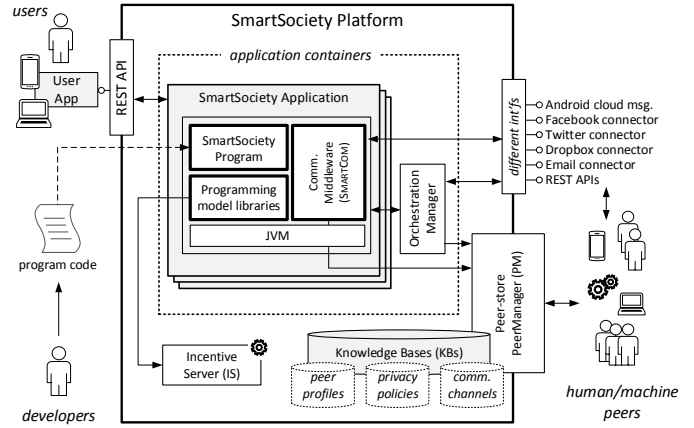 users
SmartSociety Platform
application containers
User
App
REST API
SmartSociety Application
SmartSociety
Program
Programming
model libraries
Comm.
Middleware
(SMARTCOM)
JVM
Orchestration
Manager
different int'fs
Android cloud msg.
Facebook connector
Twitter connector
Dropbox connector
Email connector
REST APIs
program code
Peer-store
PeerManager (PM)
Incentive
Server (IS)
Knowledge Bases (KBs)
peer
profiles
privacy
policies
comm.
channels
developers
human/machine
peers